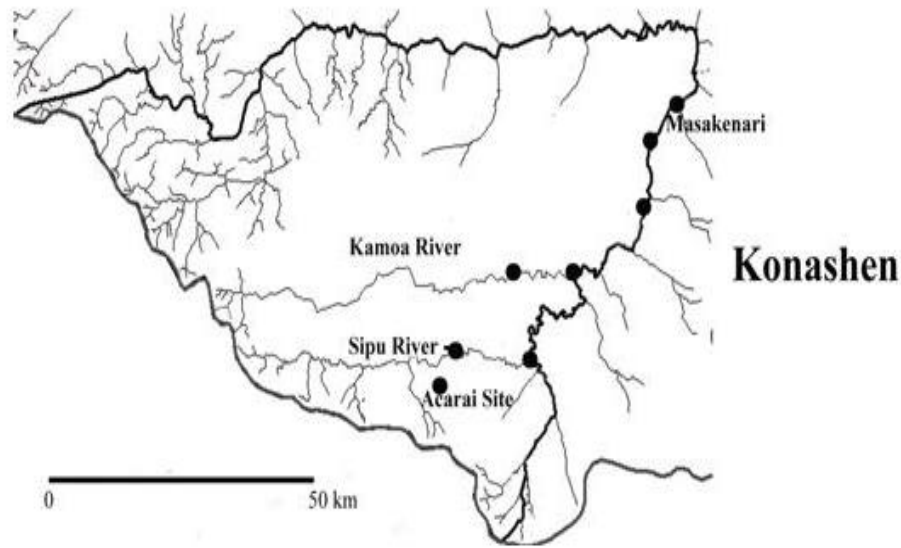 Masakenari
Kamoa River
Konashen
Sipu River
Acarai Site
0 50 km